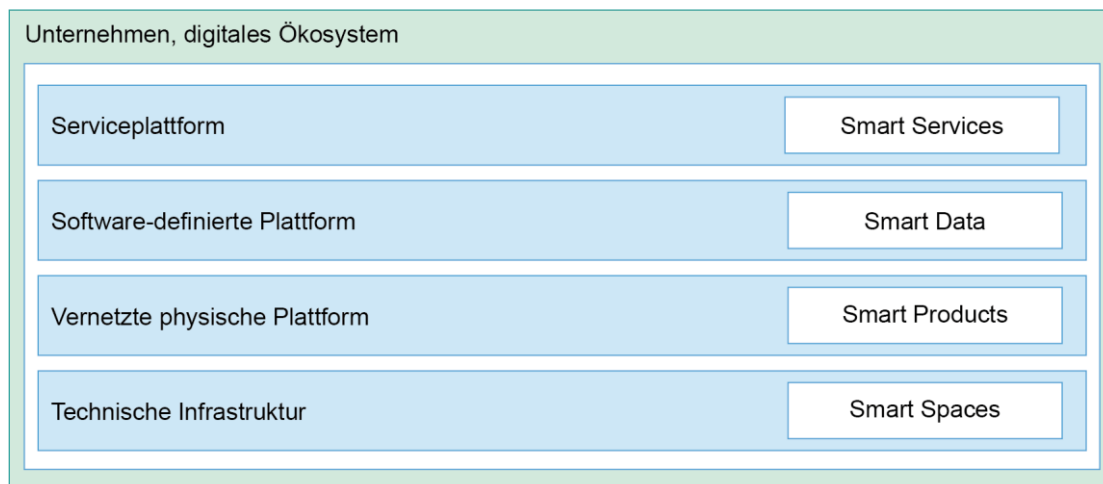 Unternehmen, digitales Ökosystem
Serviceplattform
Smart Services
Software-definierte Plattform
Smart Data
Vernetzte physische Plattform
Smart Products
Technische Infrastruktur
Smart Spaces